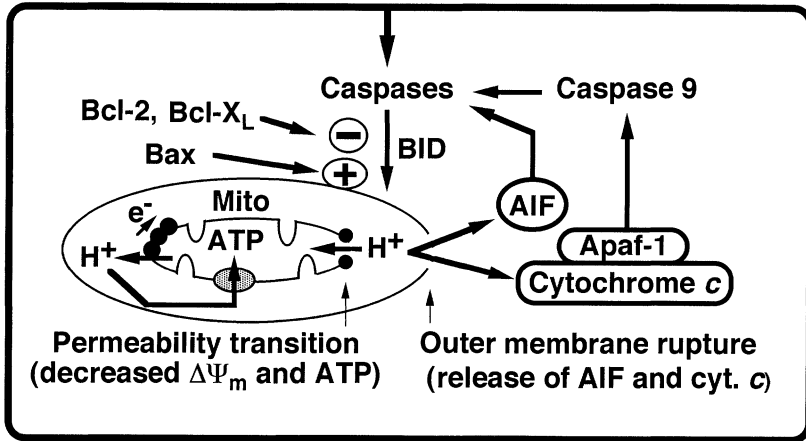 Caspases
Caspase 9
Bcl-2, Bcl-XL
−
BID
Bax
+
AIF
Mito
e-
ATP
H+
H+
Apaf-1
Cytochrome c
Permeability transition
(decreased ΔΨm and ATP)
Outer membrane rupture
(release of AIF and cyt. c)